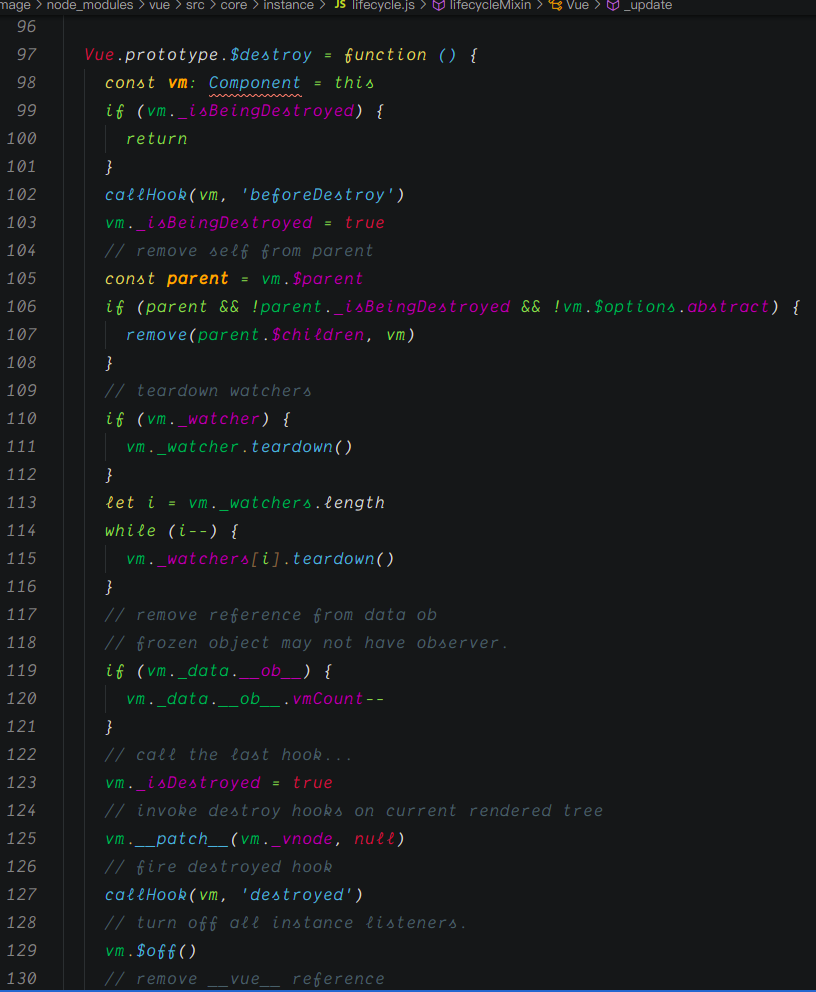 mage > node_modules > vue > src > core > instance > JS lifecycle.js > lifecycleMixin > Vue > _update
96
97 Vue.prototype.$destroy = function () {
98 const vm: Component = this
99 if (vm._isBeingDestroyed) {
100 return
101 }
102 callHook(vm, 'beforeDestroy')
103 vm._isBeingDestroyed = true
104 // remove self from parent
105 const parent = vm.$parent
106 if (parent && !parent._isBeingDestroyed && !vm.$options.abstract) {
107 remove(parent.$children, vm)
108 }
109 // teardown watchers
110 if (vm._watcher) {
111 vm._watcher.teardown()
112 }
113 let i = vm._watchers.length
114 while (i--) {
115 vm._watchers[i].teardown()
116 }
117 // remove reference from data ob
118 // frozen object may not have observer.
119 if (vm._data.__ob__) {
120 vm._data.__ob__.vmCount--
121 }
122 // call the last hook...
123 vm._isDestroyed = true
124 // invoke destroy hooks on current rendered tree
125 vm.__patch__(vm._vnode, null)
126 // fire destroyed hook
127 callHook(vm, 'destroyed')
128 // turn off all instance listeners.
129 vm.$off()
130 // remove __vue__ reference